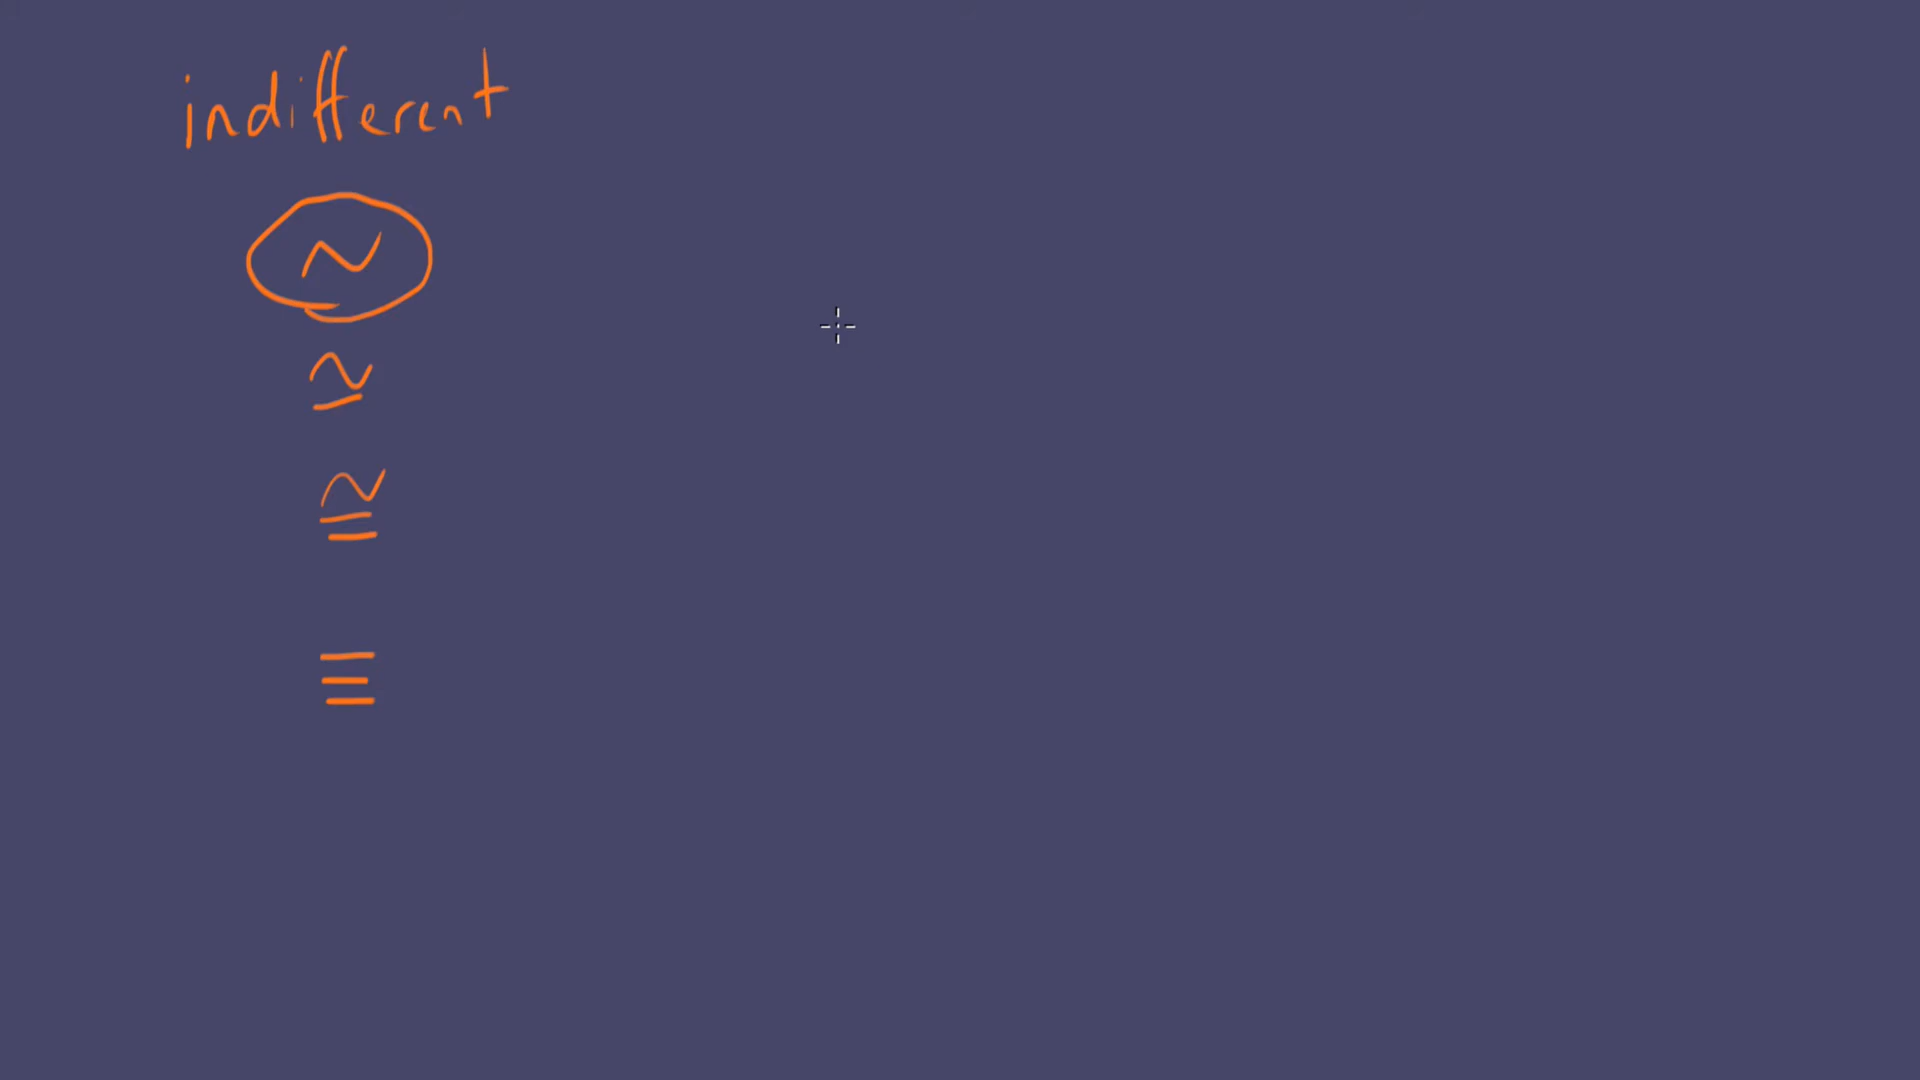 indifferent
~
≃
≅
≡